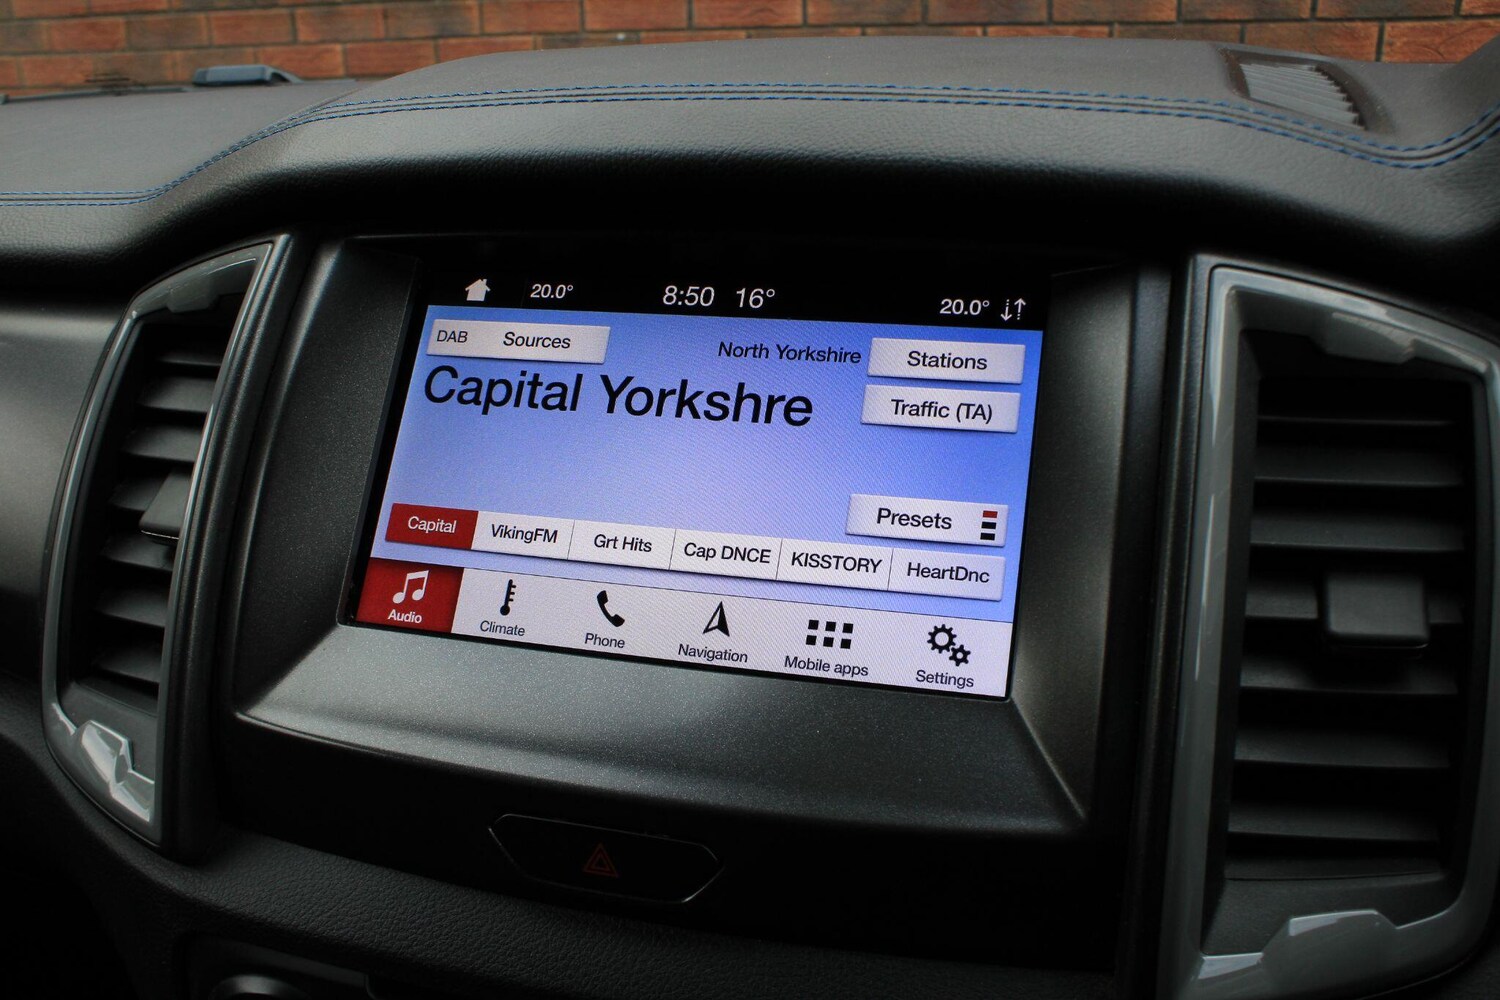 20.0° 8:50 16° 20.0°
DAB Sources North Yorkshire Stations
Capital Yorkshre
Traffic (TA)
Presets
Capital VikingFM Grt Hits Cap DNCE KISSTORY HeartDnc
Audio Climate Phone Navigation Mobile apps Settings